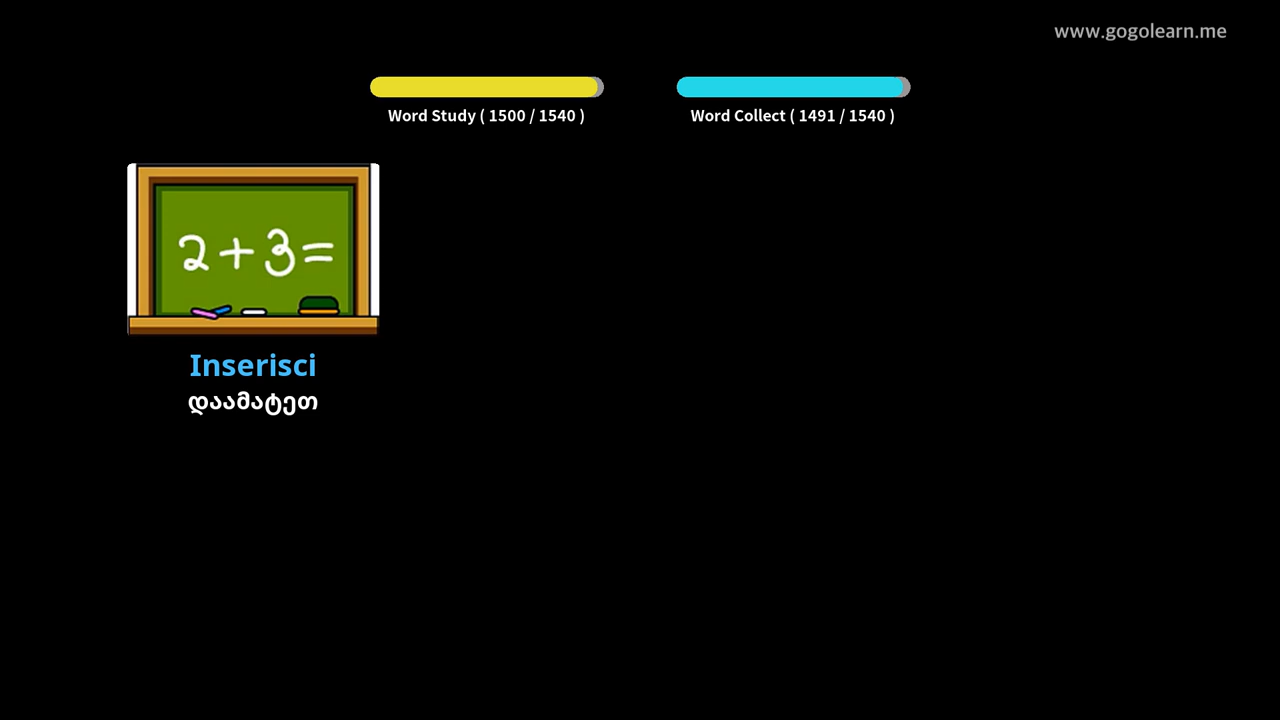 www.gogolearn.me
Word Study ( 1500 / 1540 )
Word Collect ( 1491 / 1540 )
2+3=
Inserisci
დაამატეთ